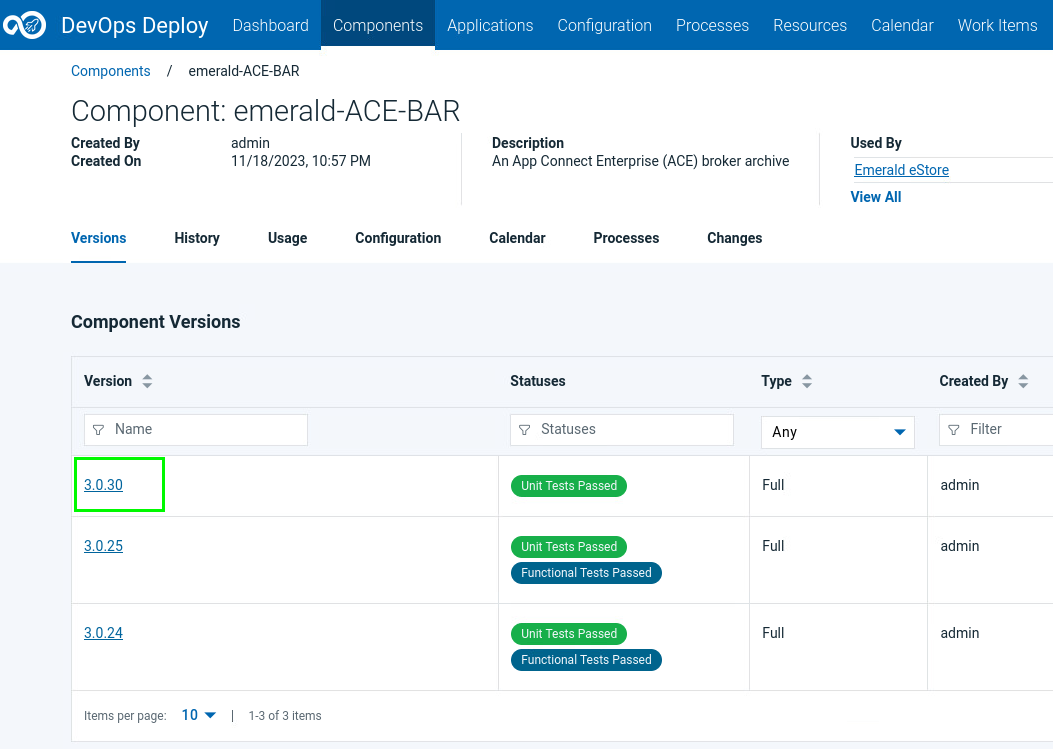 DevOps Deploy Dashboard Components Applications Configuration Processes Resources Calendar Work Items
Components / emerald-ACE-BAR
Component: emerald-ACE-BAR
Created By admin
Created On 11/18/2023, 10:57 PM
Description
An App Connect Enterprise (ACE) broker archive
Used By
Emerald eStore
View All
Versions History Usage Configuration Calendar Processes Changes
Component Versions
Version Statuses Type Created By
Name Statuses Any Filter
3.0.30 Unit Tests Passed Full admin
3.0.25 Unit Tests Passed Full admin
Functional Tests Passed
3.0.24 Unit Tests Passed Full admin
Functional Tests Passed
Items per page: 10 | 1-3 of 3 items